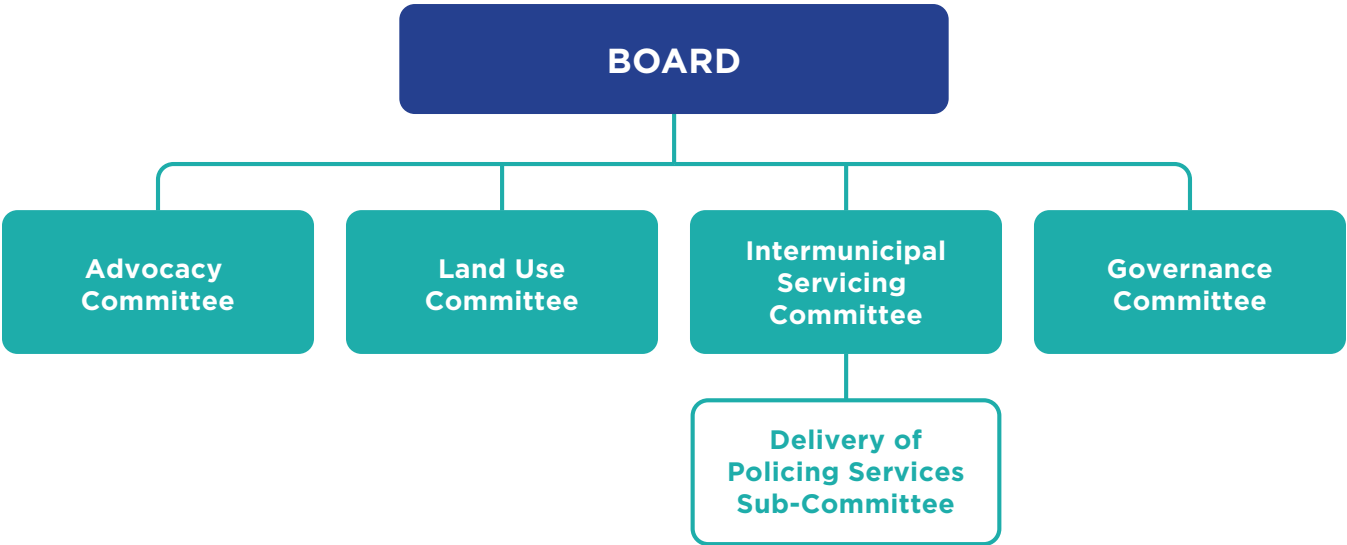 BOARD
Advocacy
Committee
Land Use
Committee
Intermunicipal
Servicing
Committee
Governance
Committee
Delivery of
Policing Services
Sub-Committee